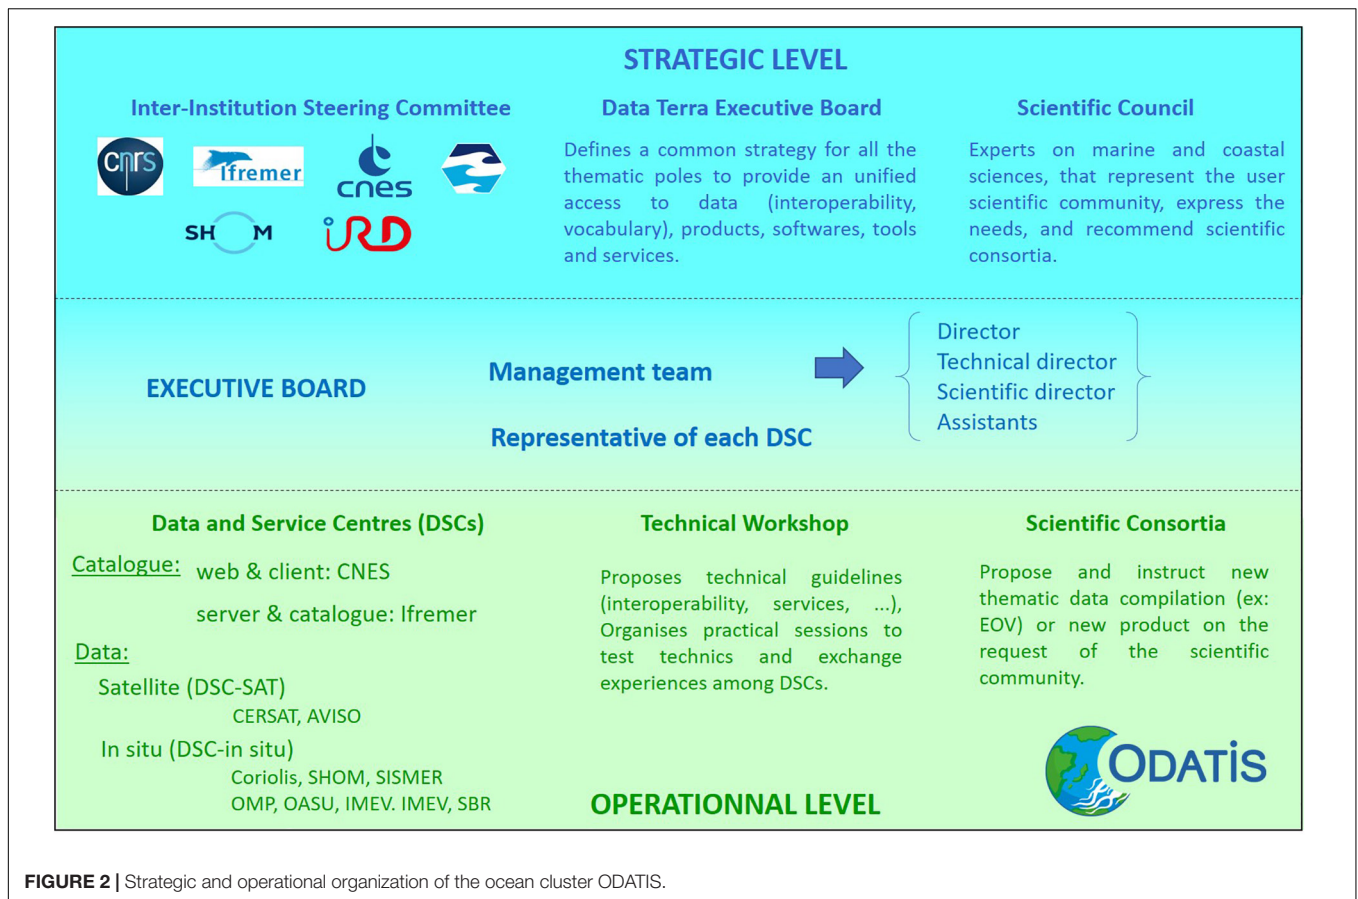 STRATEGIC LEVEL
Inter-Institution Steering Committee
cnrs
Ifremer
cnes
SHOM
iRD
Data Terra Executive Board
Defines a common strategy for all the
thematic poles to provide an unified
access to data (interoperability,
vocabulary), products, softwares, tools
and services.
Scientific Council
Experts on marine and coastal
sciences, that represent the user
scientific community, express the
needs, and recommend scientific
consortia.
EXECUTIVE BOARD
Management team
Representative of each DSC
Director
Technical director
Scientific director
Assistants
Data and Service Centres (DSCs)
Catalogue: web & client: CNES
server & catalogue: Ifremer
Data:
Satellite (DSC-SAT)
CERSAT, AVISO
In situ (DSC-in situ)
Coriolis, SHOM, SISMER
OMP, OASU, IMEV. IMEV, SBR
Technical Workshop
Proposes technical guidelines
(interoperability, services, ...),
Organises practical sessions to
test technics and exchange
experiences among DSCs.
Scientific Consortia
Propose and instruct new
thematic data compilation (ex:
EOV) or new product on the
request of the scientific
community.
ODATiS
OPERATIONNAL LEVEL
FIGURE 2 | Strategic and operational organization of the ocean cluster ODATIS.